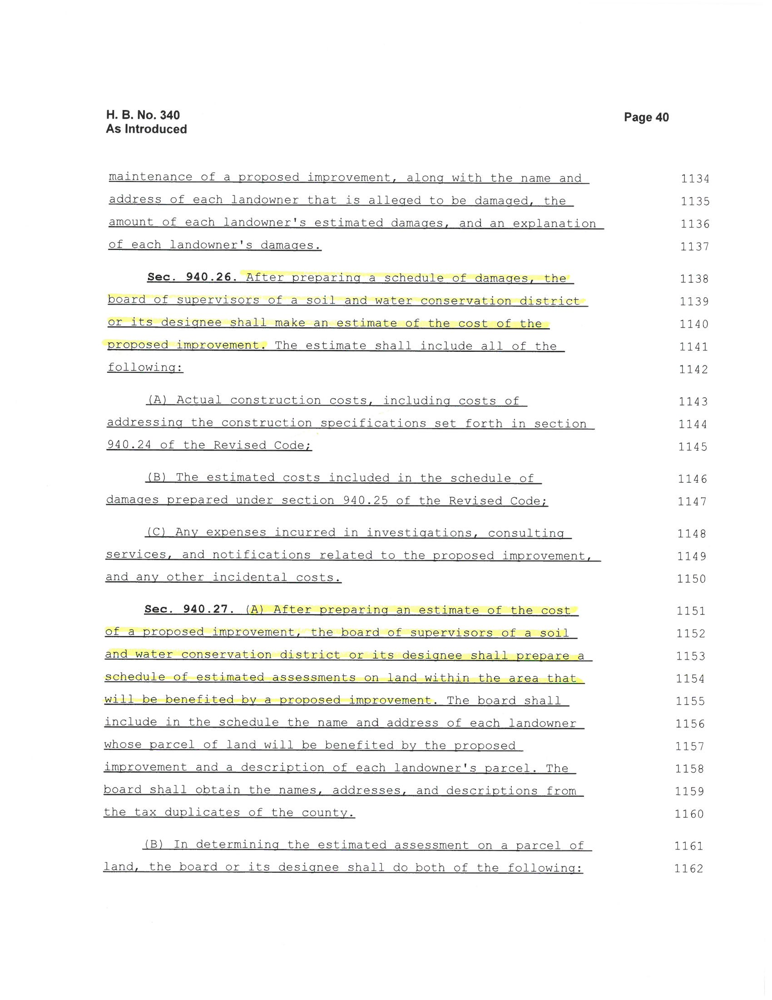 H. B. No. 340
Page 40
As Introduced
maintenance of a proposed improvement, along with the name and 1134
address of each landowner that is alleged to be damaged, the 1135
amount of each landowner's estimated damages, and an explanation 1136
of each landowner's damages. 1137
Sec. 940.26. After preparing a schedule of damages, the 1138
board of supervisors of a soil and water conservation district 1139
or its designee shall make an estimate of the cost of the 1140
proposed improvement. The estimate shall include all of the 1141
following: 1142
(A) Actual construction costs, including costs of 1143
addressing the construction specifications set forth in section 1144
940.24 of the Revised Code; 1145
(B) The estimated costs included in the schedule of 1146
damages prepared under section 940.25 of the Revised Code; 1147
(C) Any expenses incurred in investigations, consulting 1148
services, and notifications related to the proposed improvement, 1149
and any other incidental costs. 1150
Sec. 940.27. (A) After preparing an estimate of the cost 1151
of a proposed improvement, the board of supervisors of a soil 1152
and water conservation district or its designee shall prepare a 1153
schedule of estimated assessments on land within the area that 1154
will be benefited by a proposed improvement. The board shall 1155
include in the schedule the name and address of each landowner 1156
whose parcel of land will be benefited by the proposed 1157
improvement and a description of each landowner's parcel. The 1158
board shall obtain the names, addresses, and descriptions from 1159
the tax duplicates of the county. 1160
(B) In determining the estimated assessment on a parcel of 1161
land, the board or its designee shall do both of the following: 1162